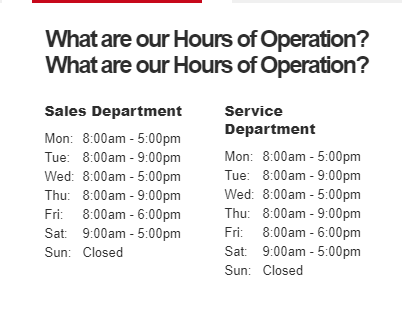 What are our Hours of Operation?
What are our Hours of Operation?
Sales Department
Mon: 8:00am - 5:00pm
Tue: 8:00am - 9:00pm
Wed: 8:00am - 5:00pm
Thu: 8:00am - 9:00pm
Fri: 8:00am - 6:00pm
Sat: 9:00am - 5:00pm
Sun: Closed
Service
Department
Mon: 8:00am - 5:00pm
Tue: 8:00am - 9:00pm
Wed: 8:00am - 5:00pm
Thu: 8:00am - 9:00pm
Fri: 8:00am - 6:00pm
Sat: 9:00am - 5:00pm
Sun: Closed